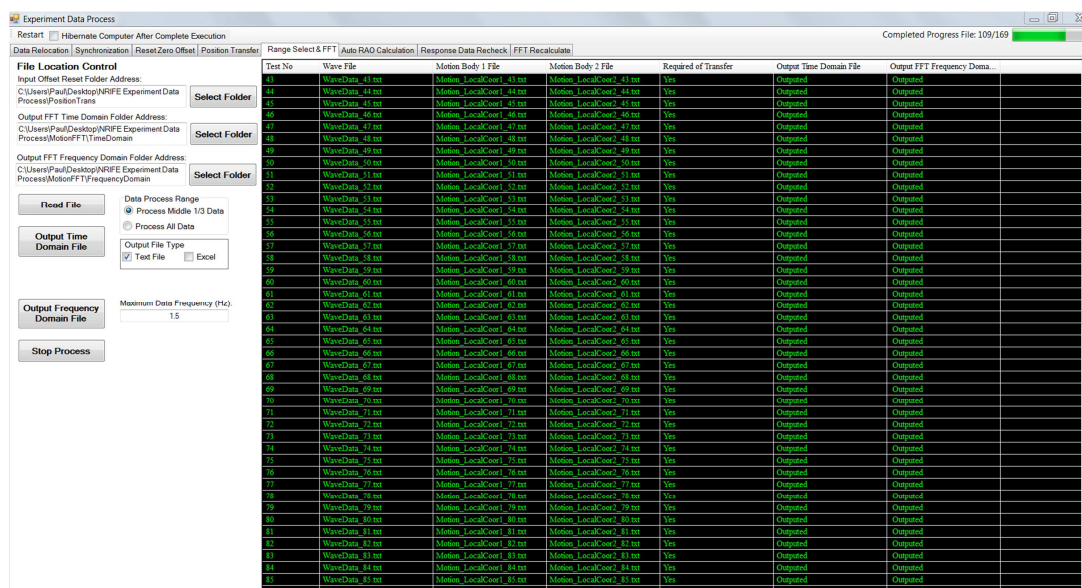 Experiment Data Process
Restart Hibernate Computer After Complete Execution Completed Progress File: 109/169
Data Relocation Synchronization Reset Zero Offset Position Transfer Range Select & FFT Auto RAO Calculation Response Data Recheck FFT Recalculate
File Location Control
Input Offset Reset Folder Address:
C:\Users\Paul\Desktop\NRIFE Experiment Data
Process\PositionTrans
Select Folder
Output FFT Time Domain Folder Address:
C:\Users\Paul\Desktop\NRIFE Experiment Data
Process\MotionFFT\TimeDomain
Select Folder
Output FFT Frequency Domain Folder Address:
C:\Users\Paul\Desktop\NRIFE Experiment Data
Process\MotionFFT\FrequencyDomain
Select Folder
Read File
Data Process Range
Process Middle 1/3 Data
Process All Data
Output Time
Domain File
Output File Type
Text File Excel
Output Frequency
Domain File
Maximum Data Frequency (Hz):
1.5
Stop Process
Test No Wave File Motion Body 1 File Motion Body 2 File Required of Transfer Output Time Domain File Output FFT Frequency Doma...
43 WaveData_43.txt Motion_LocalCoor1_43.txt Motion_LocalCoor2_43.txt Yes Outputed Outputed
44 WaveData_44.txt Motion_LocalCoor1_44.txt Motion_LocalCoor2_44.txt Yes Outputed Outputed
45 WaveData_45.txt Motion_LocalCoor1_45.txt Motion_LocalCoor2_45.txt Yes Outputed Outputed
46 WaveData_46.txt Motion_LocalCoor1_46.txt Motion_LocalCoor2_46.txt Yes Outputed Outputed
47 WaveData_47.txt Motion_LocalCoor1_47.txt Motion_LocalCoor2_47.txt Yes Outputed Outputed
48 WaveData_48.txt Motion_LocalCoor1_48.txt Motion_LocalCoor2_48.txt Yes Outputed Outputed
49 WaveData_49.txt Motion_LocalCoor1_49.txt Motion_LocalCoor2_49.txt Yes Outputed Outputed
50 WaveData_50.txt Motion_LocalCoor1_50.txt Motion_LocalCoor2_50.txt Yes Outputed Outputed
51 WaveData_51.txt Motion_LocalCoor1_51.txt Motion_LocalCoor2_51.txt Yes Outputed Outputed
52 WaveData_52.txt Motion_LocalCoor1_52.txt Motion_LocalCoor2_52.txt Yes Outputed Outputed
53 WaveData_53.txt Motion_LocalCoor1_53.txt Motion_LocalCoor2_53.txt Yes Outputed Outputed
54 WaveData_54.txt Motion_LocalCoor1_54.txt Motion_LocalCoor2_54.txt Yes Outputed Outputed
55 WaveData_55.txt Motion_LocalCoor1_55.txt Motion_LocalCoor2_55.txt Yes Outputed Outputed
56 WaveData_56.txt Motion_LocalCoor1_56.txt Motion_LocalCoor2_56.txt Yes Outputed Outputed
57 WaveData_57.txt Motion_LocalCoor1_57.txt Motion_LocalCoor2_57.txt Yes Outputed Outputed
58 WaveData_58.txt Motion_LocalCoor1_58.txt Motion_LocalCoor2_58.txt Yes Outputed Outputed
59 WaveData_59.txt Motion_LocalCoor1_59.txt Motion_LocalCoor2_59.txt Yes Outputed Outputed
60 WaveData_60.txt Motion_LocalCoor1_60.txt Motion_LocalCoor2_60.txt Yes Outputed Outputed
61 WaveData_61.txt Motion_LocalCoor1_61.txt Motion_LocalCoor2_61.txt Yes Outputed Outputed
62 WaveData_62.txt Motion_LocalCoor1_62.txt Motion_LocalCoor2_62.txt Yes Outputed Outputed
63 WaveData_63.txt Motion_LocalCoor1_63.txt Motion_LocalCoor2_63.txt Yes Outputed Outputed
64 WaveData_64.txt Motion_LocalCoor1_64.txt Motion_LocalCoor2_64.txt Yes Outputed Outputed
65 WaveData_65.txt Motion_LocalCoor1_65.txt Motion_LocalCoor2_65.txt Yes Outputed Outputed
66 WaveData_66.txt Motion_LocalCoor1_66.txt Motion_LocalCoor2_66.txt Yes Outputed Outputed
67 WaveData_67.txt Motion_LocalCoor1_67.txt Motion_LocalCoor2_67.txt Yes Outputed Outputed
68 WaveData_68.txt Motion_LocalCoor1_68.txt Motion_LocalCoor2_68.txt Yes Outputed Outputed
69 WaveData_69.txt Motion_LocalCoor1_69.txt Motion_LocalCoor2_69.txt Yes Outputed Outputed
70 WaveData_70.txt Motion_LocalCoor1_70.txt Motion_LocalCoor2_70.txt Yes Outputed Outputed
71 WaveData_71.txt Motion_LocalCoor1_71.txt Motion_LocalCoor2_71.txt Yes Outputed Outputed
72 WaveData_72.txt Motion_LocalCoor1_72.txt Motion_LocalCoor2_72.txt Yes Outputed Outputed
73 WaveData_73.txt Motion_LocalCoor1_73.txt Motion_LocalCoor2_73.txt Yes Outputed Outputed
74 WaveData_74.txt Motion_LocalCoor1_74.txt Motion_LocalCoor2_74.txt Yes Outputed Outputed
75 WaveData_75.txt Motion_LocalCoor1_75.txt Motion_LocalCoor2_75.txt Yes Outputed Outputed
76 WaveData_76.txt Motion_LocalCoor1_76.txt Motion_LocalCoor2_76.txt Yes Outputed Outputed
77 WaveData_77.txt Motion_LocalCoor1_77.txt Motion_LocalCoor2_77.txt Yes Outputed Outputed
78 WaveData_78.txt Motion_LocalCoor1_78.txt Motion_LocalCoor2_78.txt Yes Outputed Outputed
79 WaveData_79.txt Motion_LocalCoor1_79.txt Motion_LocalCoor2_79.txt Yes Outputed Outputed
80 WaveData_80.txt Motion_LocalCoor1_80.txt Motion_LocalCoor2_80.txt Yes Outputed Outputed
81 WaveData_81.txt Motion_LocalCoor1_81.txt Motion_LocalCoor2_81.txt Yes Outputed Outputed
82 WaveData_82.txt Motion_LocalCoor1_82.txt Motion_LocalCoor2_82.txt Yes Outputed Outputed
83 WaveData_83.txt Motion_LocalCoor1_83.txt Motion_LocalCoor2_83.txt Yes Outputed Outputed
84 WaveData_84.txt Motion_LocalCoor1_84.txt Motion_LocalCoor2_84.txt Yes Outputed Outputed
85 WaveData_85.txt Motion_LocalCoor1_85.txt Motion_LocalCoor2_85.txt Yes Outputed Outputed